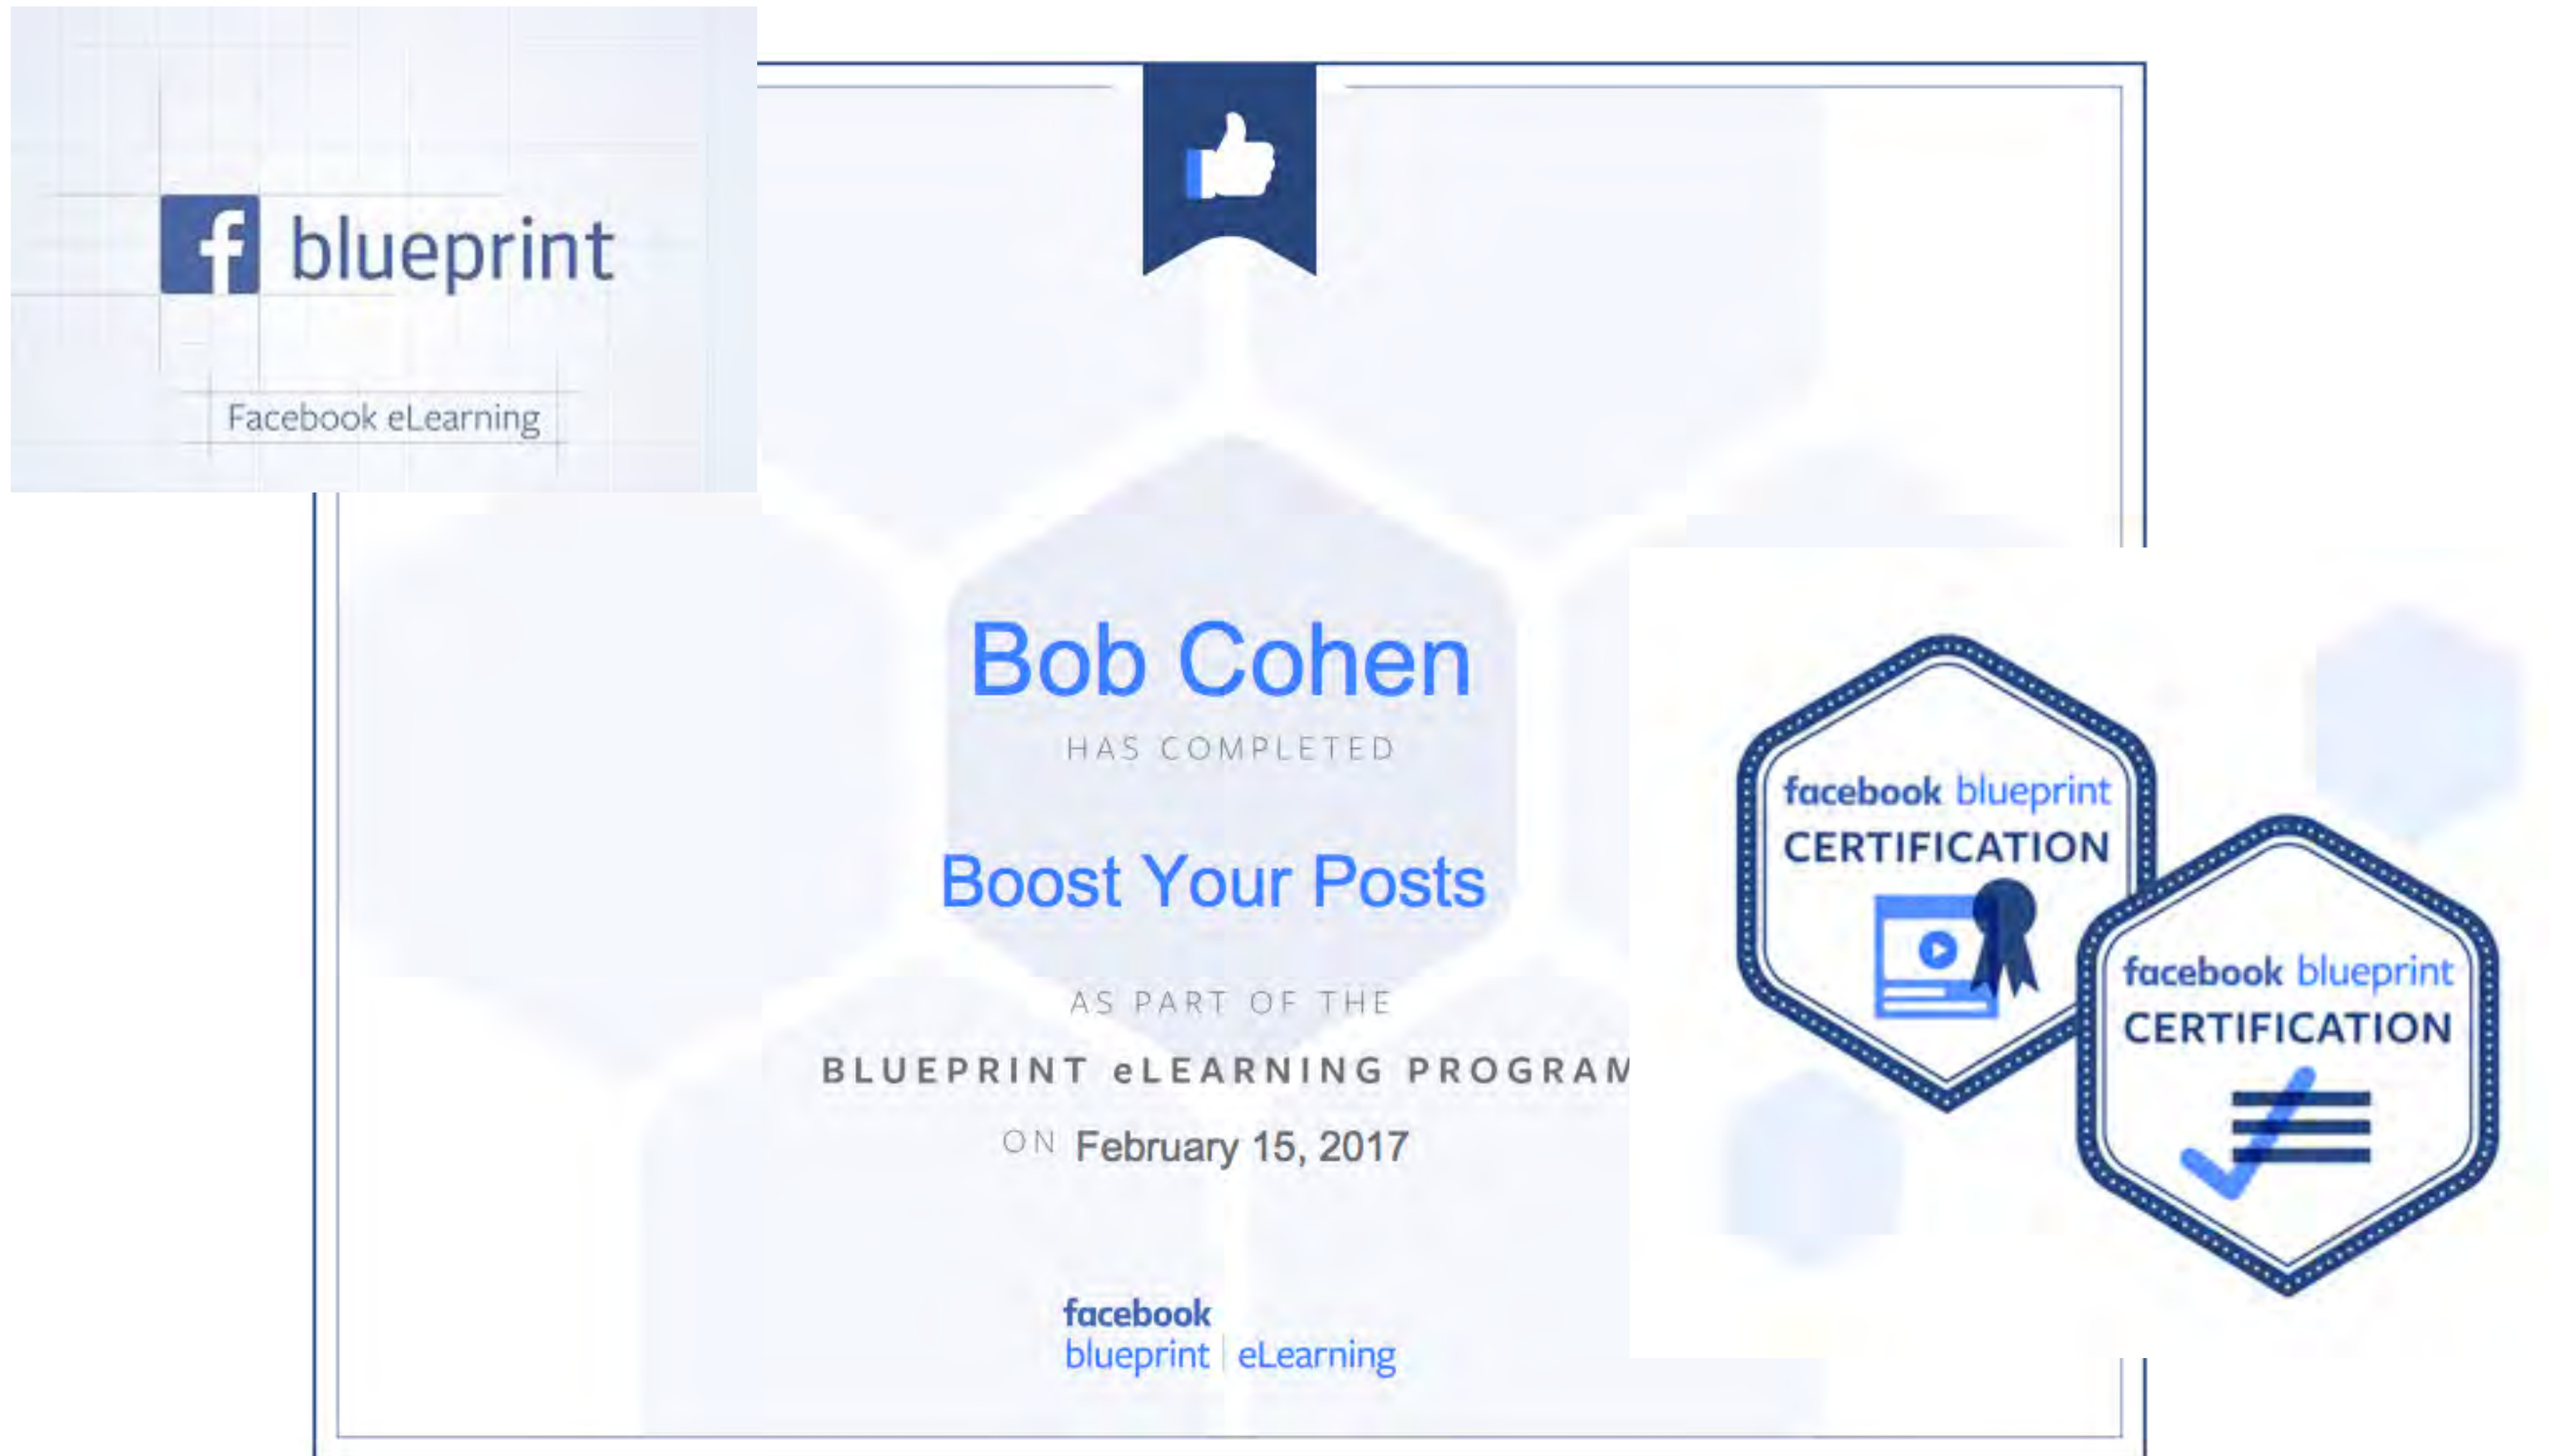 f blueprint
Facebook eLearning
Bob Cohen
HAS COMPLETED
Boost Your Posts
AS PART OF THE
BLUEPRINT eLEARNING PROGRAM
ON February 15, 2017
facebook
blueprint | eLearning
facebook blueprint
CERTIFICATION
facebook blueprint
CERTIFICATION